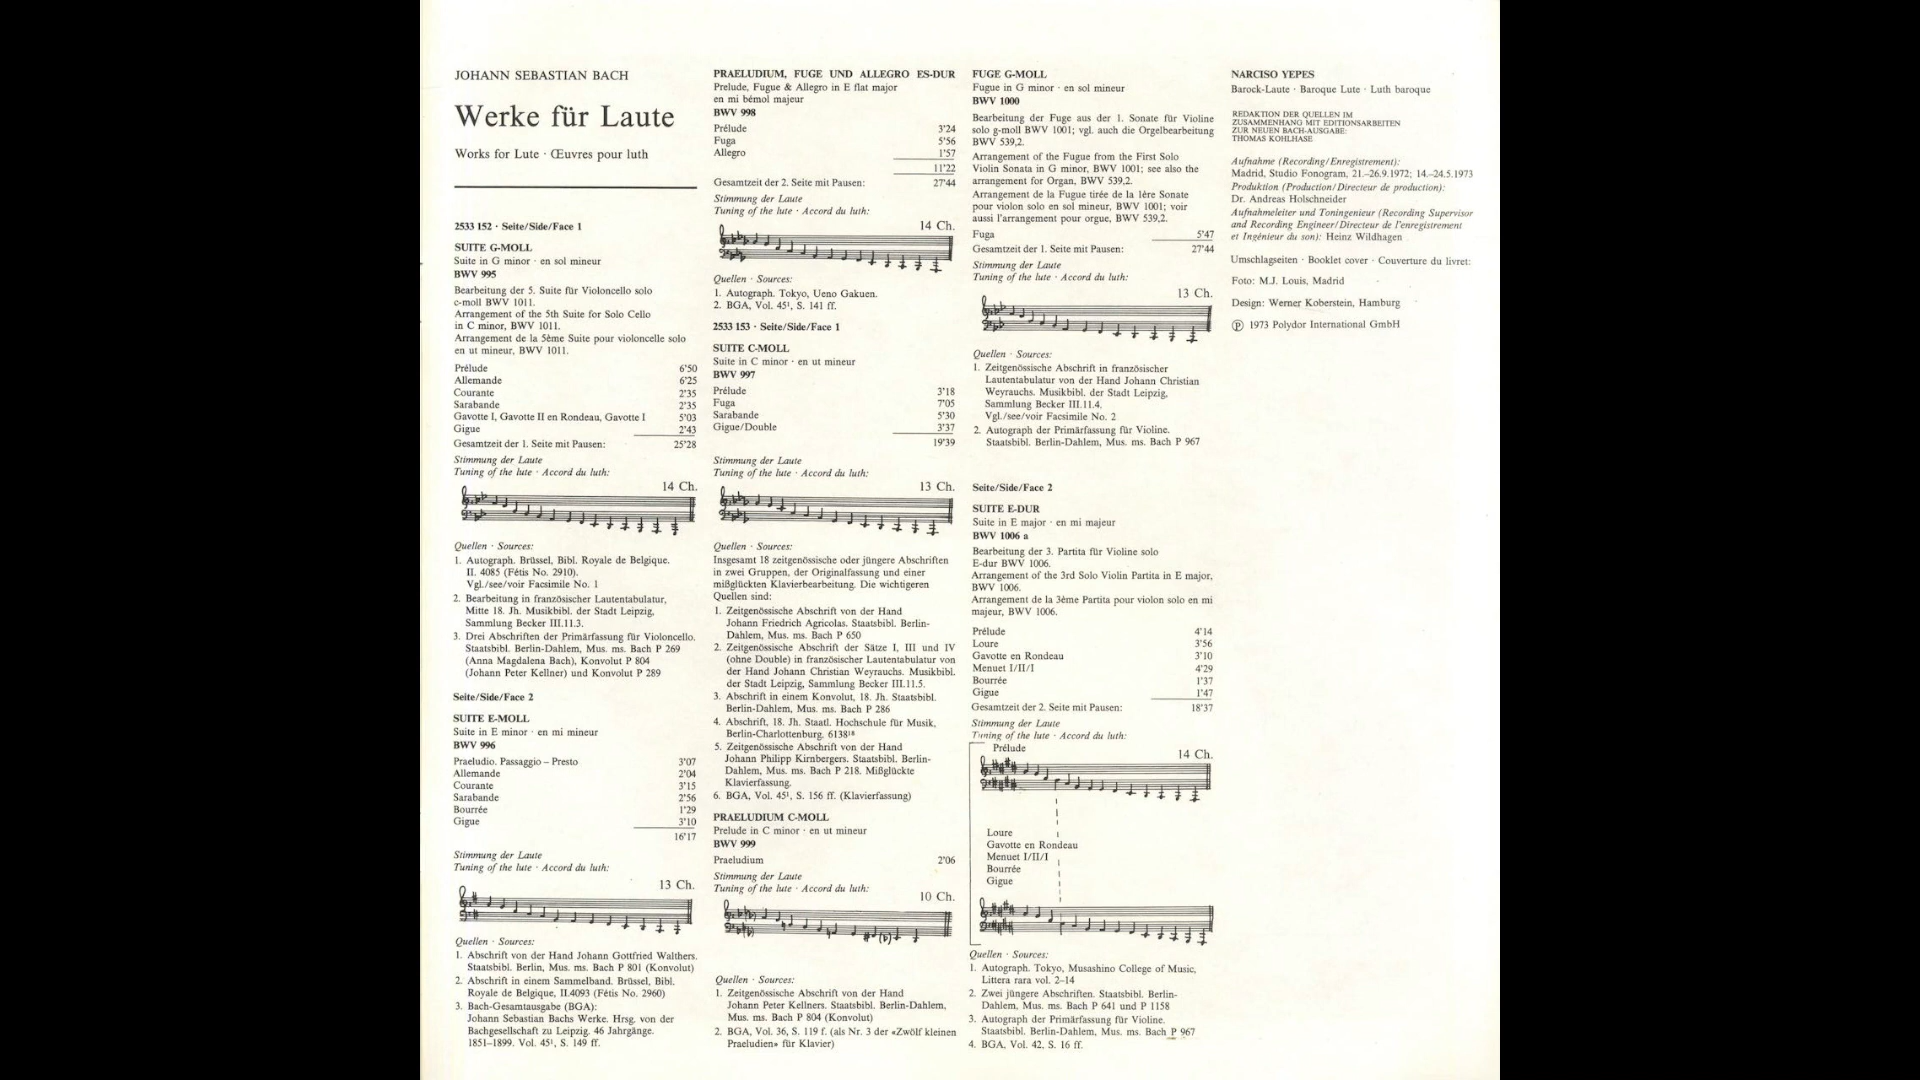 JOHANN SEBASTIAN BACH
Werke für Laute
Works for Lute · Œuvres pour luth
2533 152 · Seite/Side/Face 1
SUITE G-MOLL
Suite in G minor · en sol mineur
BWV 995
Bearbeitung der 5. Suite für Violoncello solo
c-moll BWV 1011.
Arrangement of the 5th Suite for Solo Cello
in C minor, BWV 1011.
Arrangement de la 5ème Suite pour violoncelle solo
en ut mineur, BWV 1011.
Prélude 6'50
Allemande 6'25
Courante 2'35
Sarabande 2'35
Gavotte I, Gavotte II en Rondeau, Gavotte I 5'03
Gigue 2'43
Gesamtzeit der 1. Seite mit Pausen: 25'28
Stimmung der Laute
Tuning of the lute · Accord du luth:
14 Ch.
Quellen · Sources:
1. Autograph. Brüssel, Bibl. Royale de Belgique.
II. 4085 (Fétis No. 2910).
Vgl./see/voir Facsimile No. 1
2. Bearbeitung in französischer Lautentabulatur,
Mitte 18. Jh. Musikbibl. der Stadt Leipzig,
Sammlung Becker III.11.3.
3. Drei Abschriften der Primärfassung für Violoncello.
Staatsbibl. Berlin-Dahlem, Mus. ms. Bach P 269
(Anna Magdalena Bach), Konvolut P 804
(Johann Peter Kellner) und Konvolut P 289
Seite/Side/Face 2
SUITE E-MOLL
Suite in E minor · en mi mineur
BWV 996
Praeludio. Passaggio – Presto 3'07
Allemande 2'04
Courante 3'15
Sarabande 2'56
Bourrée 1'29
Gigue 3'10
16'17
Stimmung der Laute
Tuning of the lute · Accord du luth:
13 Ch.
Quellen · Sources:
1. Abschrift von der Hand Johann Gottfried Walthers.
Staatsbibl. Berlin, Mus. ms. Bach P 801 (Konvolut)
2. Abschrift in einem Sammelband. Brüssel, Bibl.
Royale de Belgique, II.4093 (Fétis No. 2960)
3. Bach-Gesamtausgabe (BGA):
Johann Sebastian Bachs Werke. Hrsg. von der
Bachgesellschaft zu Leipzig. 46 Jahrgänge.
1851–1899. Vol. 45¹, S. 149 ff.
PRAELUDIUM, FUGE UND ALLEGRO ES-DUR
Prelude, Fugue & Allegro in E flat major
en mi bémol majeur
BWV 998
Prélude 3'24
Fuga 5'56
Allegro 1'57
11'22
Gesamtzeit der 2. Seite mit Pausen: 27'44
Stimmung der Laute
Tuning of the lute · Accord du luth:
14 Ch.
Quellen · Sources:
1. Autograph. Tokyo, Ueno Gakuen.
2. BGA, Vol. 45¹, S. 141 ff.
2533 153 · Seite/Side/Face 1
SUITE C-MOLL
Suite in C minor · en ut mineur
BWV 997
Prélude 3'18
Fuga 7'05
Sarabande 5'30
Gigue/Double 3'37
19'39
Stimmung der Laute
Tuning of the lute · Accord du luth:
13 Ch.
Quellen · Sources:
Insgesamt 18 zeitgenössische oder jüngere Abschriften
in zwei Gruppen, der Originalfassung und einer
mißglückten Klavierbearbeitung. Die wichtigeren
Quellen sind:
1. Zeitgenössische Abschrift von der Hand
Johann Friedrich Agricolas. Staatsbibl. Berlin-
Dahlem, Mus. ms. Bach P 650
2. Zeitgenössische Abschrift der Sätze I, III und IV
(ohne Double) in französischer Lautentabulatur von
der Hand Johann Christian Weyrauchs. Musikbibl.
der Stadt Leipzig, Sammlung Becker III.11.5.
3. Abschrift in einem Konvolut, 18. Jh. Staatsbibl.
Berlin-Dahlem, Mus. ms. Bach P 286
4. Abschrift, 18. Jh. Staatl. Hochschule für Musik,
Berlin-Charlottenburg. 6138¹⁸
5. Zeitgenössische Abschrift von der Hand
Johann Philipp Kirnbergers. Staatsbibl. Berlin-
Dahlem, Mus. ms. Bach P 218. Mißglückte
Klavierfassung.
6. BGA, Vol. 45¹, S. 156 ff. (Klavierfassung)
PRAELUDIUM C-MOLL
Prelude in C minor · en ut mineur
BWV 999
Praeludium 2'06
Stimmung der Laute
Tuning of the lute · Accord du luth:
10 Ch.
Quellen · Sources:
1. Zeitgenössische Abschrift von der Hand
Johann Peter Kellners. Staatsbibl. Berlin-Dahlem,
Mus. ms. Bach P 804 (Konvolut)
2. BGA, Vol. 36, S. 119 f. (als Nr. 3 der «Zwölf kleinen
Praeludien» für Klavier)
FUGE G-MOLL
Fugue in G minor · en sol mineur
BWV 1000
Bearbeitung der Fuge aus der 1. Sonate für Violine
solo g-moll BWV 1001; vgl. auch die Orgelbearbeitung
BWV 539,2.
Arrangement of the Fugue from the First Solo
Violin Sonata in G minor, BWV 1001; see also the
arrangement for Organ, BWV 539,2.
Arrangement de la Fugue tirée de la 1ère Sonate
pour violon solo en sol mineur, BWV 1001; voir
aussi l'arrangement pour orgue, BWV 539,2.
Fuga 5'47
Gesamtzeit der 1. Seite mit Pausen: 27'44
Stimmung der Laute
Tuning of the lute · Accord du luth:
13 Ch.
Quellen · Sources:
1. Zeitgenössische Abschrift in französischer
Lautentabulatur von der Hand Johann Christian
Weyrauchs. Musikbibl. der Stadt Leipzig,
Sammlung Becker III.11.4.
Vgl./see/voir Facsimile No. 2
2. Autograph der Primärfassung für Violine.
Staatsbibl. Berlin-Dahlem, Mus. ms. Bach P 967
Seite/Side/Face 2
SUITE E-DUR
Suite in E major · en mi majeur
BWV 1006 a
Bearbeitung der 3. Partita für Violine solo
E-dur BWV 1006.
Arrangement of the 3rd Solo Violin Partita in E major,
BWV 1006.
Arrangement de la 3ème Partita pour violon solo en mi
majeur, BWV 1006.
Prélude 4'14
Loure 3'56
Gavotte en Rondeau 3'10
Menuet I/II/I 4'29
Bourrée 1'37
Gigue 1'47
Gesamtzeit der 2. Seite mit Pausen: 18'37
Stimmung der Laute
Tuning of the lute · Accord du luth:
Prélude
14 Ch.
Loure
Gavotte en Rondeau
Menuet I/II/I
Bourrée
Gigue
Quellen · Sources:
1. Autograph. Tokyo, Musashino College of Music,
Littera rara vol. 2–14
2. Zwei jüngere Abschriften. Staatsbibl. Berlin-
Dahlem, Mus. ms. Bach P 641 und P 1158
3. Autograph der Primärfassung für Violine.
Staatsbibl. Berlin-Dahlem, Mus. ms. Bach P 967
4. BGA, Vol. 42, S. 16 ff.
NARCISO YEPES
Barock-Laute · Baroque Lute · Luth baroque
REDAKTION DER QUELLEN IM
ZUSAMMENHANG MIT EDITIONSARBEITEN
ZUR NEUEN BACH-AUSGABE:
THOMAS KOHLHASE
Aufnahme (Recording/Enregistrement):
Madrid, Studio Fonogram, 21.–26.9.1972; 14.–24.5.1973
Produktion (Production/Directeur de production):
Dr. Andreas Holschneider
Aufnahmeleiter und Toningenieur (Recording Supervisor
and Recording Engineer/Directeur de l'enregistrement
et Ingénieur du son): Heinz Wildhagen
Umschlagseiten · Booklet cover · Couverture du livret:
Foto: M.J. Louis, Madrid
Design: Werner Koberstein, Hamburg
Ⓟ 1973 Polydor International GmbH